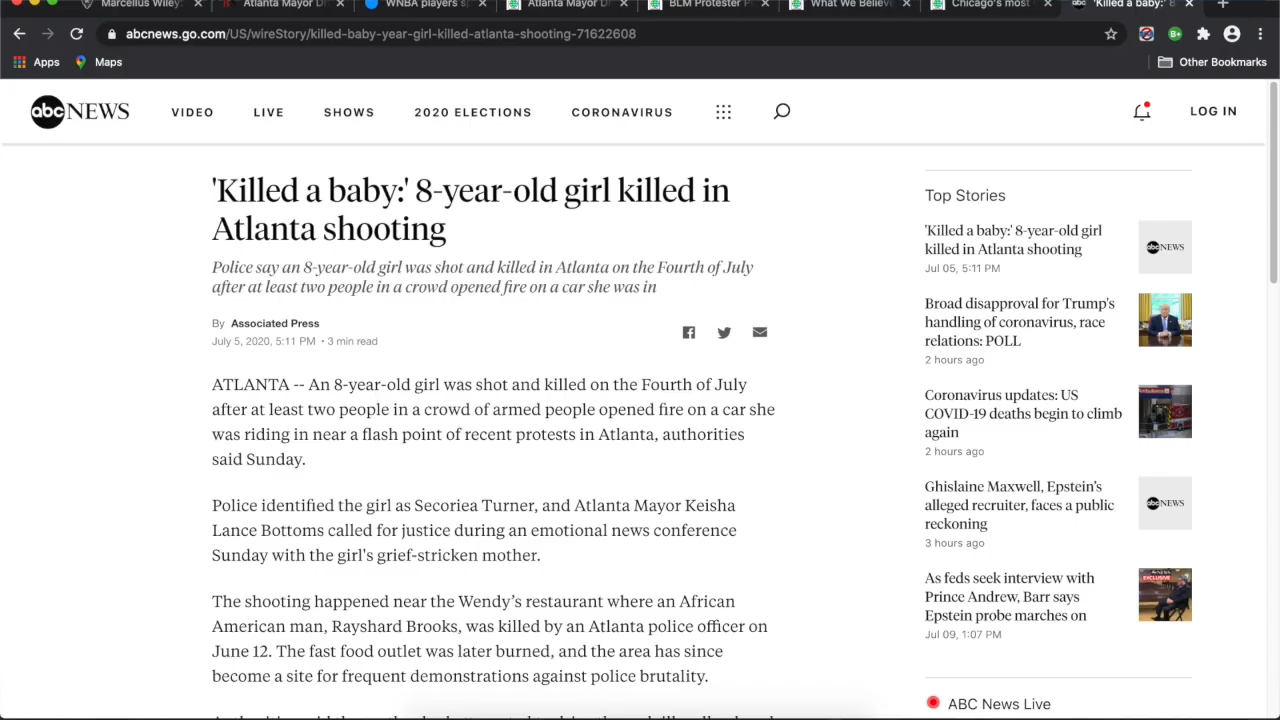 Marcellus Wiley:
Atlanta Mayor D
WNBA players s
Atlanta Mayor D
BLM Protester P
What We Believe
Chicago's most
'Killed a baby:' 8
abcnews.go.com/US/wireStory/killed-baby-year-girl-killed-atlanta-shooting-71622608
Apps
Maps
Other Bookmarks
abc NEWS
VIDEO
LIVE
SHOWS
2020 ELECTIONS
CORONAVIRUS
LOG IN
'Killed a baby:' 8-year-old girl killed in
Atlanta shooting
Police say an 8-year-old girl was shot and killed in Atlanta on the Fourth of July
after at least two people in a crowd opened fire on a car she was in
By Associated Press
July 5, 2020, 5:11 PM • 3 min read
ATLANTA -- An 8-year-old girl was shot and killed on the Fourth of July
after at least two people in a crowd of armed people opened fire on a car she
was riding in near a flash point of recent protests in Atlanta, authorities
said Sunday.
Police identified the girl as Secoriea Turner, and Atlanta Mayor Keisha
Lance Bottoms called for justice during an emotional news conference
Sunday with the girl's grief-stricken mother.
The shooting happened near the Wendy's restaurant where an African
American man, Rayshard Brooks, was killed by an Atlanta police officer on
June 12. The fast food outlet was later burned, and the area has since
become a site for frequent demonstrations against police brutality.
Top Stories
'Killed a baby:' 8-year-old girl
killed in Atlanta shooting
Jul 05, 5:11 PM
abc NEWS
Broad disapproval for Trump's
handling of coronavirus, race
relations: POLL
2 hours ago
Coronavirus updates: US
COVID-19 deaths begin to climb
again
2 hours ago
Ghislaine Maxwell, Epstein's
alleged recruiter, faces a public
reckoning
3 hours ago
abc NEWS
As feds seek interview with
Prince Andrew, Barr says
Epstein probe marches on
Jul 09, 1:07 PM
EXCLUSIVE
ABC News Live